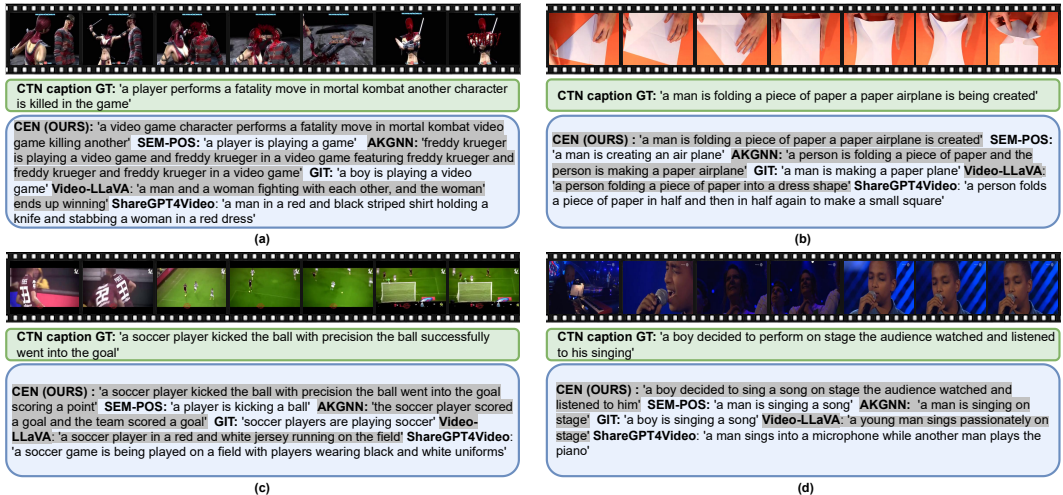 CTN caption GT: 'a player performs a fatality move in mortal kombat another character
is killed in the game'
CEN (OURS): 'a video game character performs a fatality move in mortal kombat video
game killing another' SEM-POS: 'a player is playing a game' AKGNN: 'freddy krueger
is playing a video game and freddy krueger in a video game featuring freddy krueger and
freddy krueger and freddy krueger in a video game' GIT: 'a boy is playing a video
game' Video-LLaVA: 'a man and a woman fighting with each other, and the woman'
ends up winning' ShareGPT4Video: 'a man in a red and black striped shirt holding a
knife and stabbing a woman in a red dress'
(a)
CTN caption GT: 'a man is folding a piece of paper a paper airplane is being created'
CEN (OURS) : 'a man is folding a piece of paper a paper airplane is created' SEM-POS:
'a man is creating an air plane' AKGNN: 'a person is folding a piece of paper and the
person is making a paper airplane' GIT: 'a man is making a paper plane' Video-LLaVA:
'a person folding a piece of paper into a dress shape' ShareGPT4Video: 'a person folds
a piece of paper in half and then in half again to make a small square'
(b)
CTN caption GT: 'a soccer player kicked the ball with precision the ball successfully
went into the goal'
CEN (OURS) : 'a soccer player kicked the ball with precision the ball went into the goal
scoring a point' SEM-POS: 'a player is kicking a ball' AKGNN: 'the soccer player scored
a goal and the team scored a goal' GIT: 'soccer players are playing soccer' Video-
LLaVA: 'a soccer player in a red and white jersey running on the field' ShareGPT4Video:
'a soccer game is being played on a field with players wearing black and white uniforms'
(c)
CTN caption GT: 'a boy decided to perform on stage the audience watched and listened
to his singing'
CEN (OURS) : 'a boy decided to sing a song on stage the audience watched and
listened to him' SEM-POS: 'a man is singing a song' AKGNN: 'a man is singing on
stage' GIT: 'a boy is singing a song' Video-LLaVA: 'a young man sings passionately on
stage' ShareGPT4Video: 'a man sings into a microphone while another man plays the
piano'
(d)